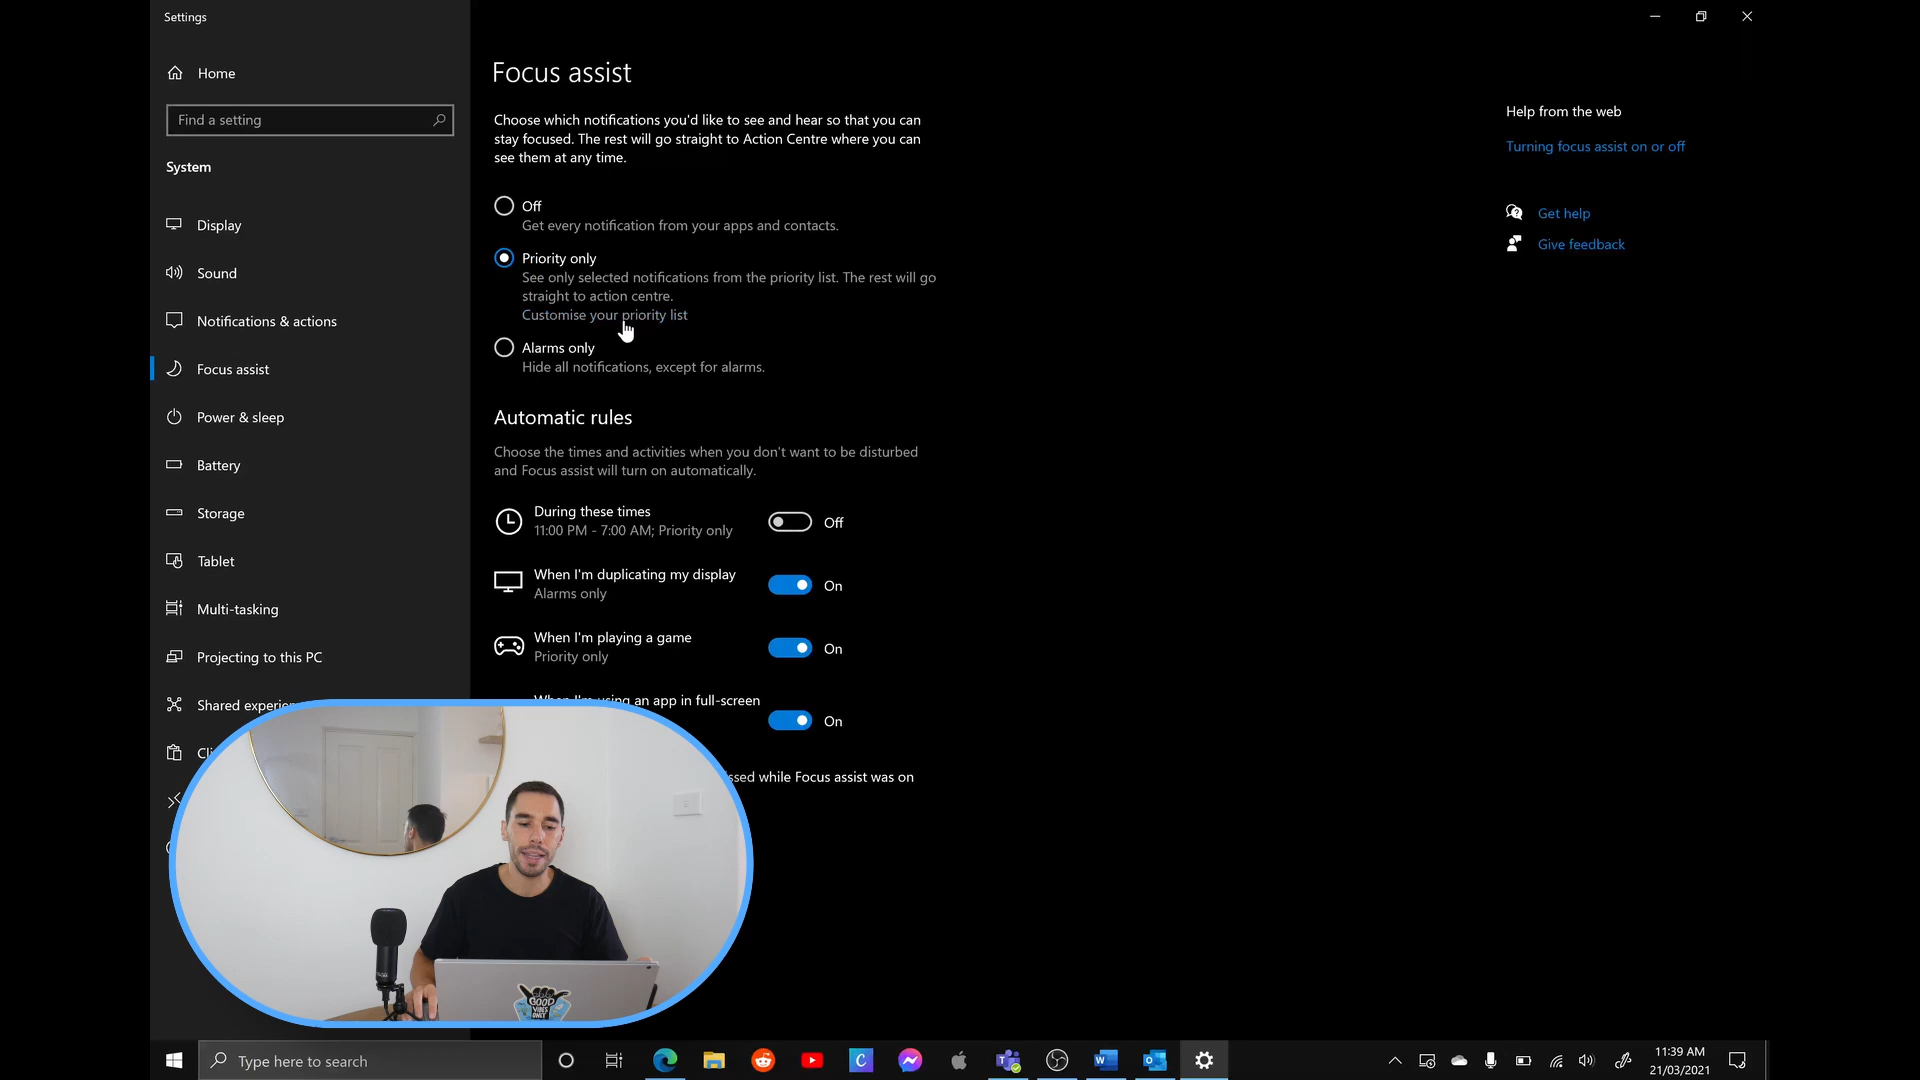 Settings
Home
Find a setting
System
Display
Sound
Notifications & actions
Focus assist
Power & sleep
Battery
Storage
Tablet
Multi-tasking
Projecting to this PC
Shared
Focus assist
Choose which notifications you'd like to see and hear so that you can
stay focused. The rest will go straight to Action Centre where you can
see them at any time.
Off
Get every notification from your apps and contacts.
Priority only
See only selected notifications from the priority list. The rest will go
straight to action centre.
Customise your priority list
Alarms only
Hide all notifications, except for alarms.
Automatic rules
Choose the times and activities when you don't want to be disturbed
and Focus assist will turn on automatically.
During these times
11:00 PM - 7:00 AM; Priority only
Off
When I'm duplicating my display
Alarms only
On
When I'm playing a game
Priority only
On
When I'm using an app in full-screen
On
while Focus assist was on
Help from the web
Turning focus assist on or off
Get help
Give feedback
GOOD
VIBES
ONLY
Type here to search
11:39 AM
21/03/2021